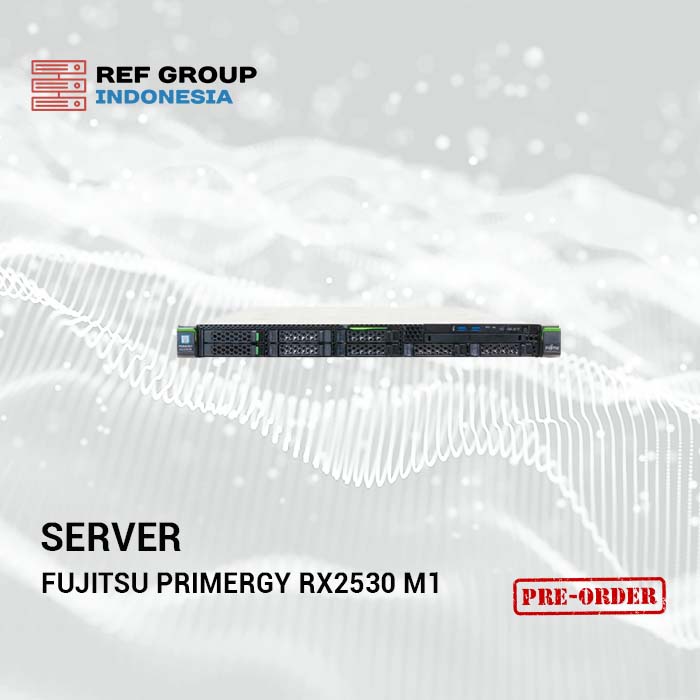 REF GROUP
INDONESIA
SERVER
FUJITSU PRIMERGY RX2530 M1
PRE-ORDER